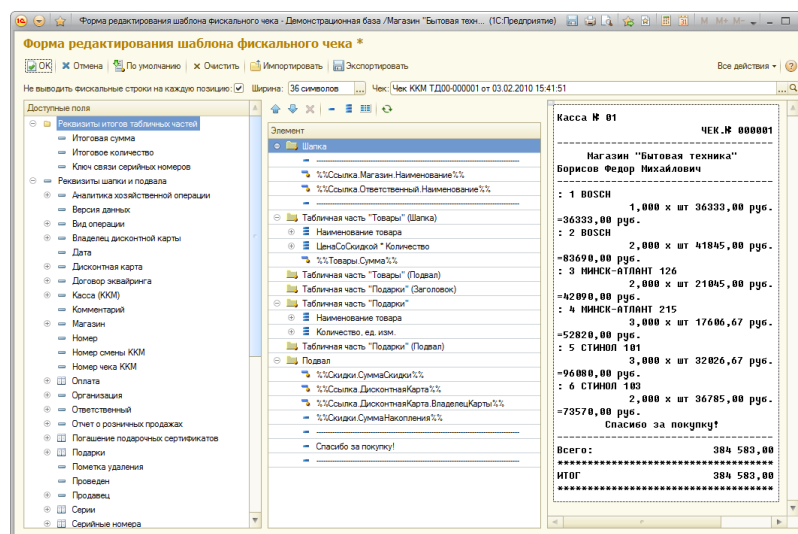 Форма редактирования шаблона фискального чека - Демонстрационная база /Магазин "Бытовая техн... (1С:Предприятие)
M M+ M-
Форма редактирования шаблона фискального чека *
OK Отмена По умолчанию Очистить Импортировать Экспортировать Все действия
Не выводить фискальные строки на каждую позицию: Ширина: 36 символов ... Чек: Чек ККМ ТД00-000001 от 03.02.2010 15:41:51 ...
Доступные поля
Реквизиты итогов табличных частей
Итоговая сумма
Итоговое количество
Ключ связи серийных номеров
Реквизиты шапки и подвала
Аналитика хозяйственной операции
Версия данных
Вид операции
Владелец дисконтной карты
Дата
Дисконтная карта
Договор эквайринга
Касса (ККМ)
Комментарий
Магазин
Номер
Номер смены ККМ
Номер чека ККМ
Оплата
Организация
Ответственный
Отчет о розничных продажах
Погашение подарочных сертификатов
Подарки
Пометка удаления
Проведен
Продавец
Серии
Серийные номера
Элемент
Шапка
------------------------------------
%%Ссылка.Магазин.Наименование%%
%%Ссылка.Ответственный.Наименование%%
------------------------------------
Табличная часть "Товары" (Шапка)
Наименование товара
ЦенаСоСкидкой * Количество
%%Товары.Сумма%%
Табличная часть "Товары" (Подвал)
Табличная часть "Подарки" (Заголовок)
Табличная часть "Подарки"
Наименование товара
Количество, ед. изм.
Табличная часть "Подарки" (Подвал)
Подвал
%%Скидки.СуммаСкидки%%
%%Ссылка.ДисконтнаяКарта%%
%%Ссылка.ДисконтнаяКарта.ВладелецКарты%%
%%Скидки.СуммаНакопления%%
------------------------------------
Спасибо за покупку!
------------------------------------
Касса № 01
ЧЕК.№ 000001
------------------------------------
Магазин "Бытовая техника"
Борисов Федор Михайлович
------------------------------------
: 1 BOSCH
1,000 x шт 36333,00 руб.
=36333,00 руб.
: 2 BOSCH
2,000 x шт 41845,00 руб.
=83690,00 руб.
: 3 МИНСК-АТЛАНТ 126
2,000 x шт 21045,00 руб.
=42090,00 руб.
: 4 МИНСК-АТЛАНТ 215
3,000 x шт 17606,67 руб.
=52820,00 руб.
: 5 СТИНОЛ 101
3,000 x шт 32026,67 руб.
=96080,00 руб.
: 6 СТИНОЛ 103
2,000 x шт 36785,00 руб.
=73570,00 руб.
Спасибо за покупку!
------------------------------------
Всего: 384 583,00
************************************
ИТОГ 384 583,00
************************************